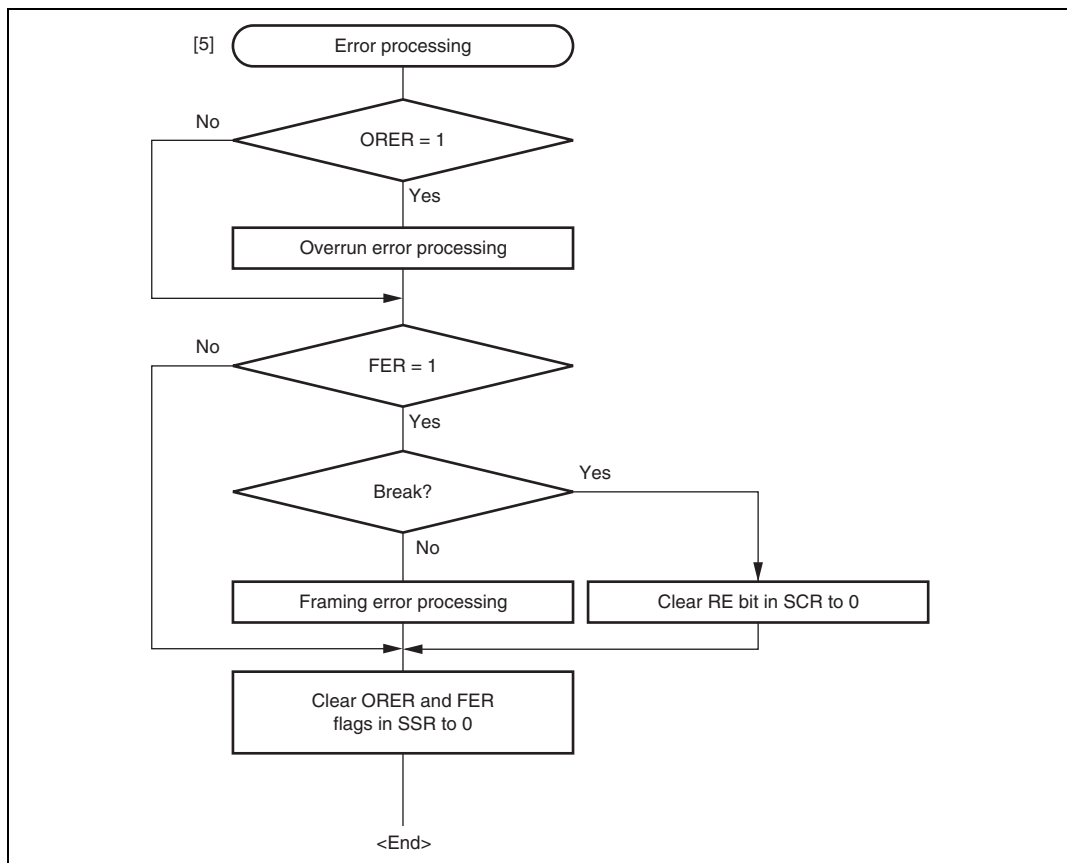 [5] Error processing
No
ORER = 1
Yes
Overrun error processing
No
FER = 1
Yes
Yes
Break?
No
Framing error processing
Clear RE bit in SCR to 0
Clear ORER and FER
flags in SSR to 0
<End>